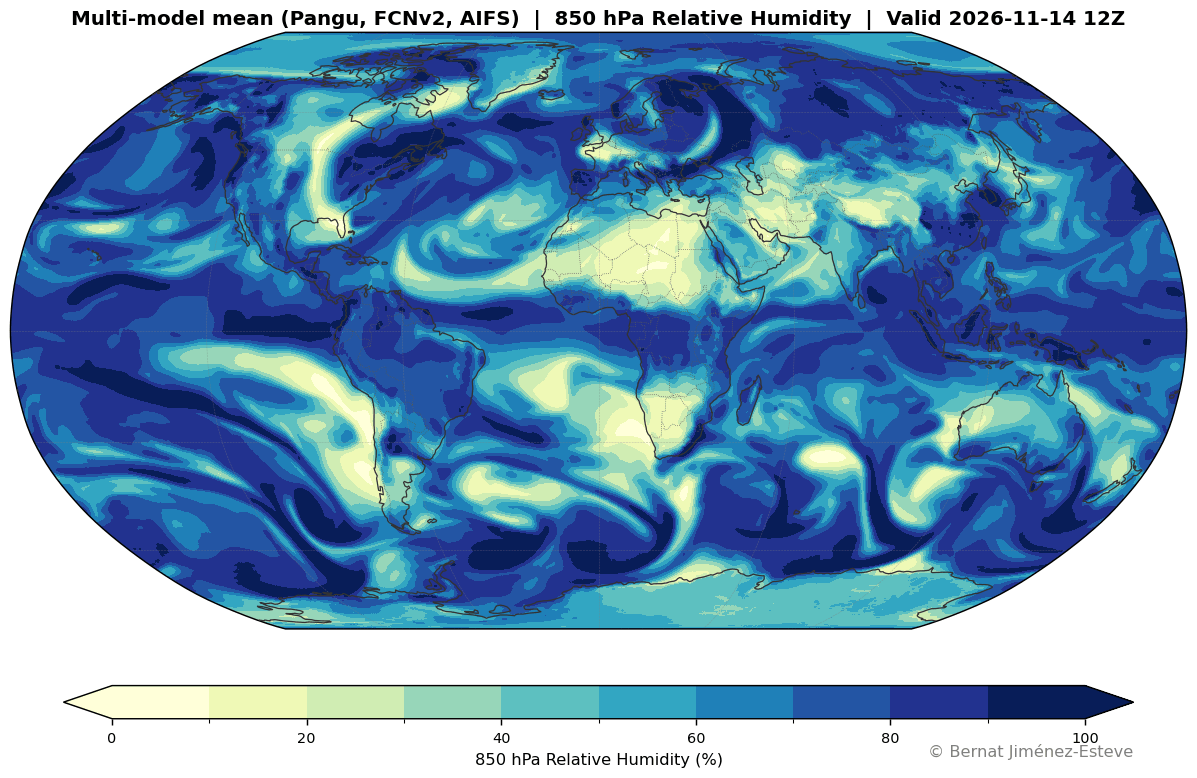 Multi-model mean (Pangu, FCNv2, AIFS) | 850 hPa Relative Humidity | Valid 2026-11-14 12Z
0 20 40 60 80 100
850 hPa Relative Humidity (%)
© Bernat Jiménez-Esteve